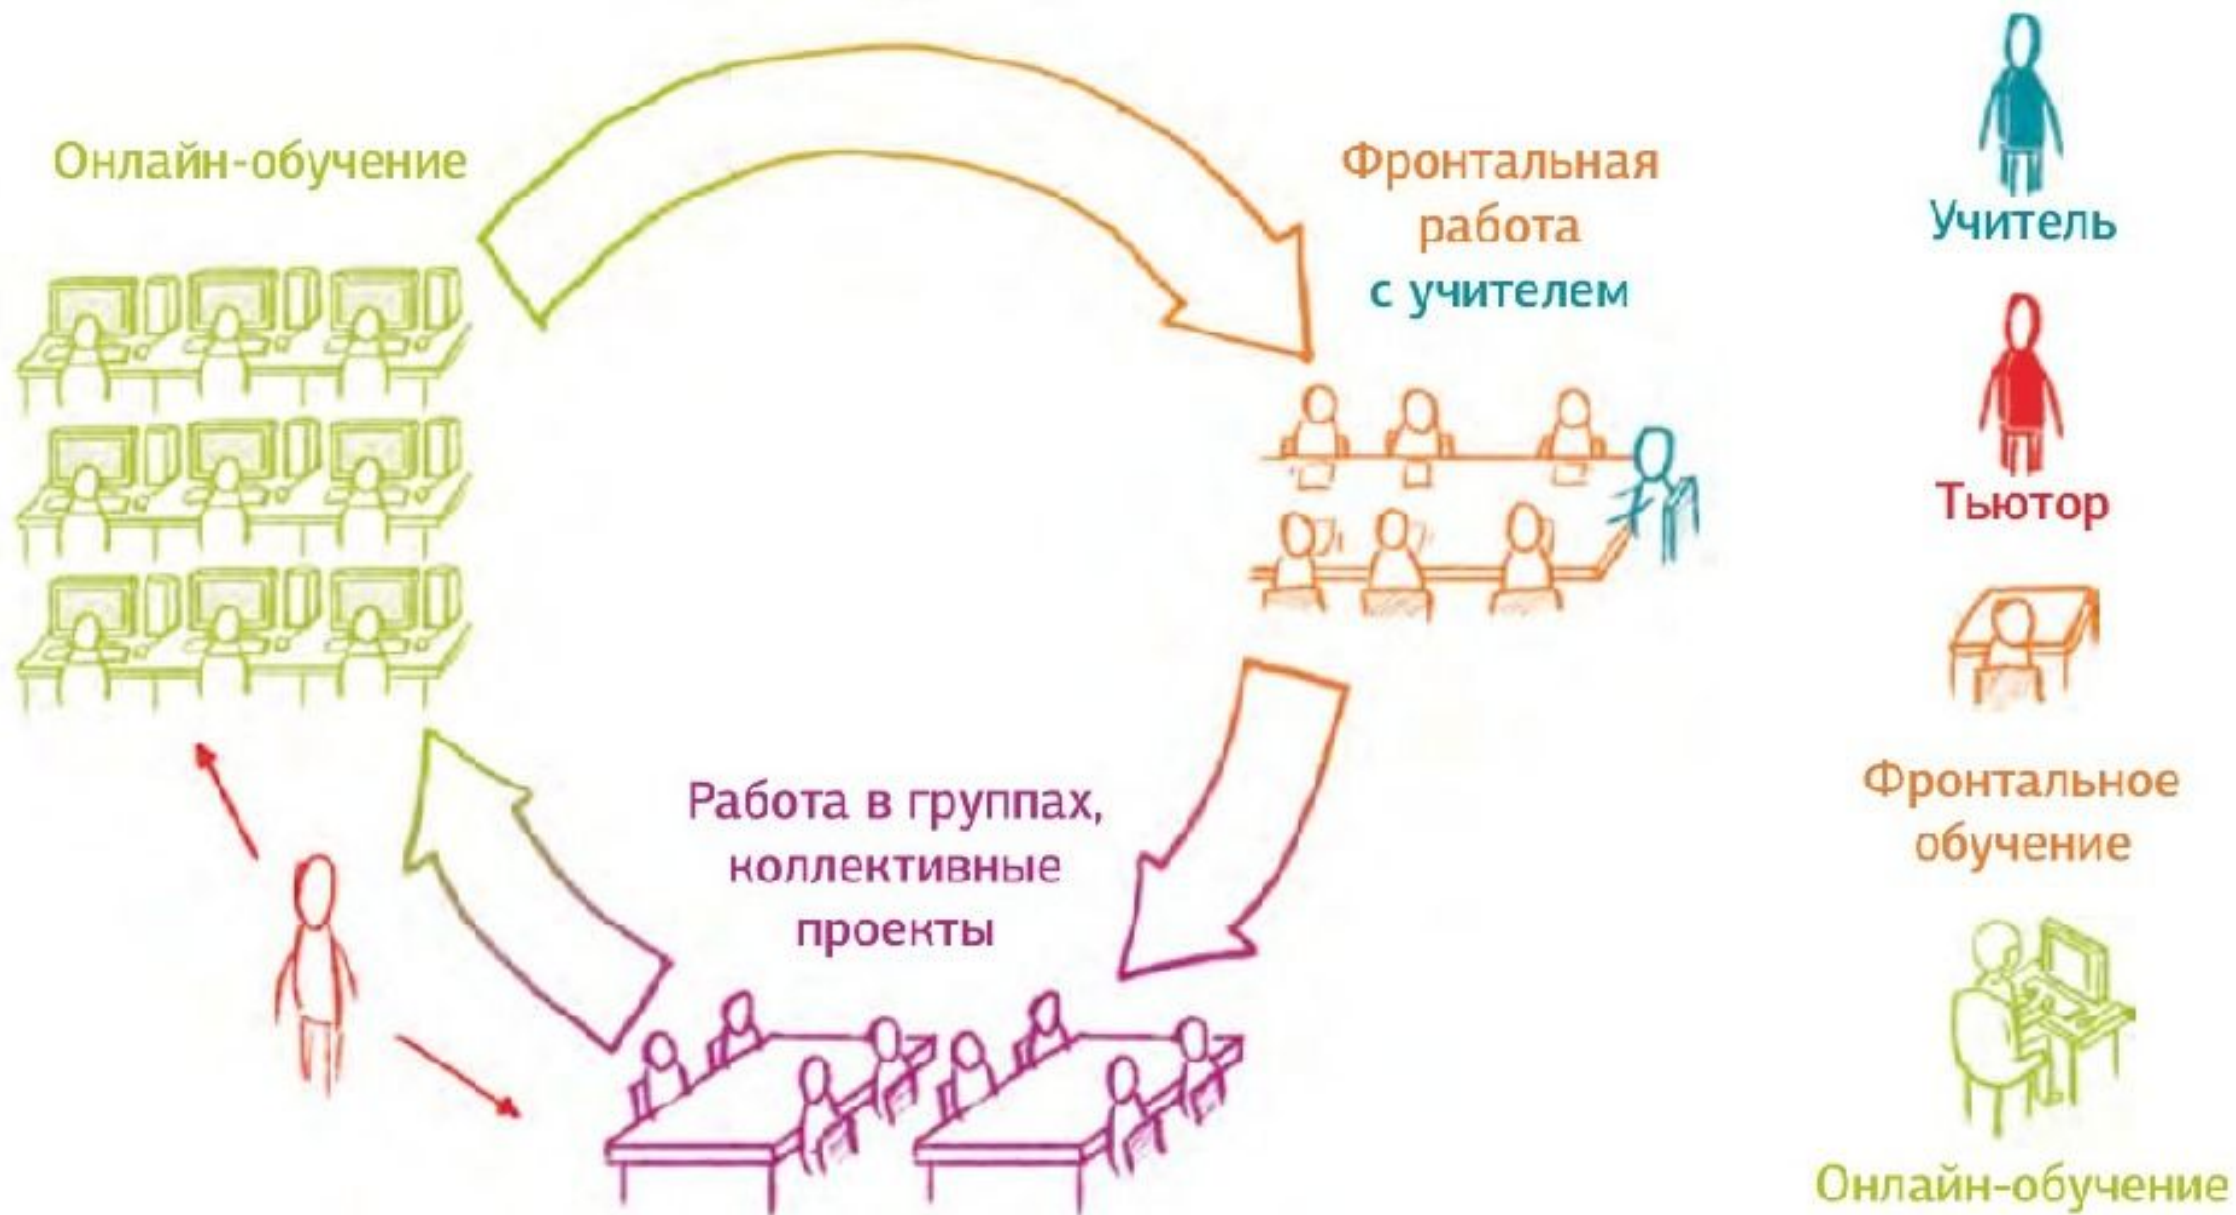 Онлайн-обучение
Фронтальная
работа
с учителем
Работа в группах,
коллективные
проекты
Учитель
Тьютор
Фронтальное
обучение
Онлайн-обучение